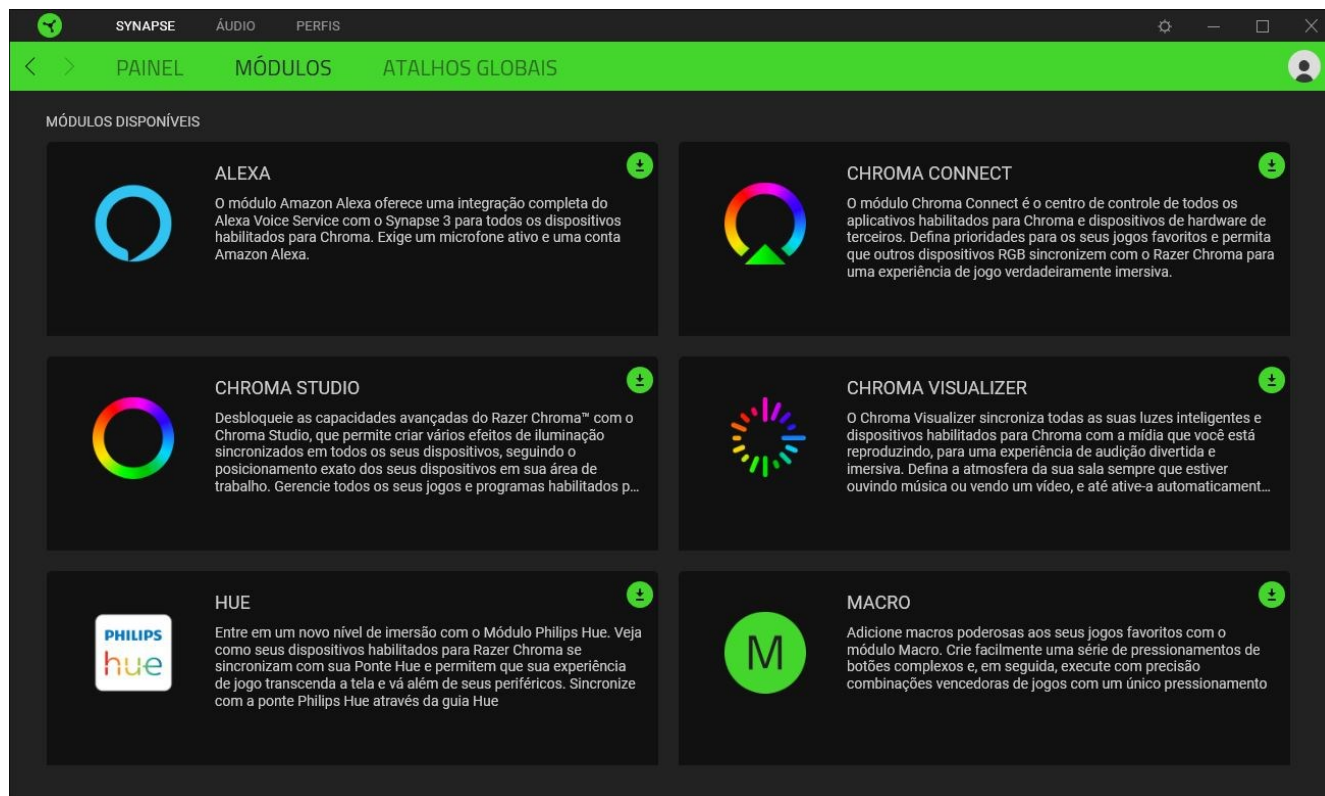 SYNAPSE
ÁUDIO
PERFIS
PAINEL
MÓDULOS
ATALHOS GLOBAIS
MÓDULOS DISPONÍVEIS
ALEXA
O módulo Amazon Alexa oferece uma integração completa do
Alexa Voice Service com o Synapse 3 para todos os dispositivos
habilitados para Chroma. Exige um microfone ativo e uma conta
Amazon Alexa.
CHROMA CONNECT
O módulo Chroma Connect é o centro de controle de todos os
aplicativos habilitados para Chroma e dispositivos de hardware de
terceiros. Defina prioridades para os seus jogos favoritos e permita
que outros dispositivos RGB sincronizem com o Razer Chroma para
uma experiência de jogo verdadeiramente imersiva.
CHROMA STUDIO
Desbloqueie as capacidades avançadas do Razer Chroma™ com o
Chroma Studio, que permite criar vários efeitos de iluminação
sincronizados em todos os seus dispositivos, seguindo o
posicionamento exato dos seus dispositivos em sua área de
trabalho. Gerencie todos os seus jogos e programas habilitados p...
CHROMA VISUALIZER
O Chroma Visualizer sincroniza todas as suas luzes inteligentes e
dispositivos habilitados para Chroma com a mídia que você está
reproduzindo, para uma experiência de audição divertida e
imersiva. Defina a atmosfera da sua sala sempre que estiver
ouvindo música ou vendo um vídeo, e até ative-a automaticament...
PHILIPS
hue
HUE
Entre em um novo nível de imersão com o Módulo Philips Hue. Veja
como seus dispositivos habilitados para Razer Chroma se
sincronizam com sua Ponte Hue e permitem que sua experiência
de jogo transcenda a tela e vá além de seus periféricos. Sincronize
com a ponte Philips Hue através da guia Hue
M
MACRO
Adicione macros poderosas aos seus jogos favoritos com o
módulo Macro. Crie facilmente uma série de pressionamentos de
botões complexos e, em seguida, execute com precisão
combinações vencedoras de jogos com um único pressionamento